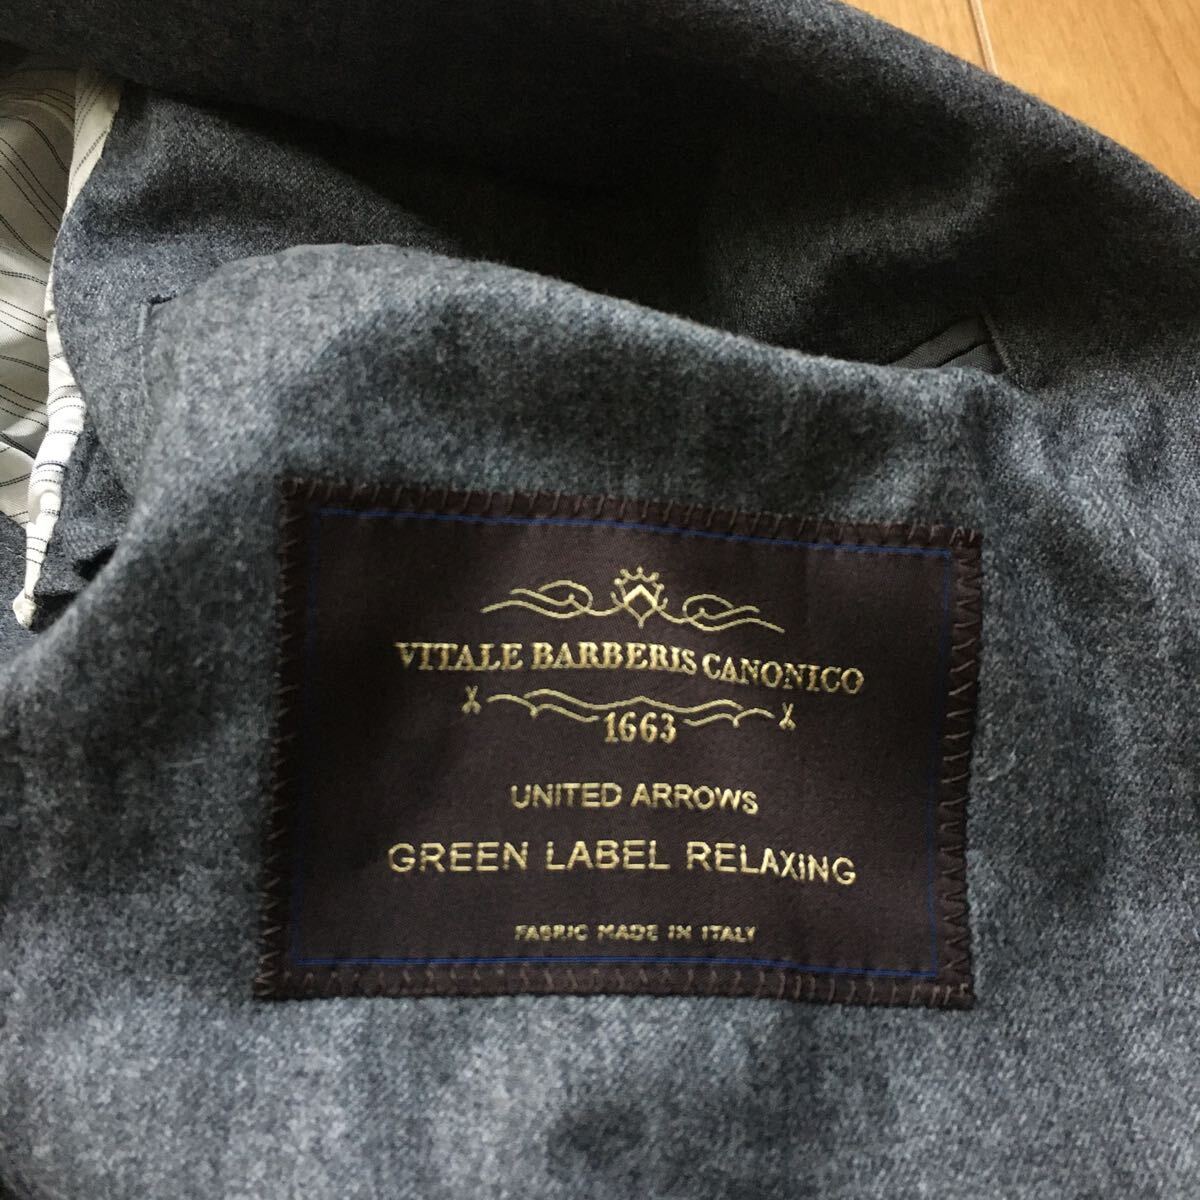 VITALE BARBERIS CANONICO
1663
UNITED ARROWS
GREEN LABEL RELAXING
FABRIC MADE IN ITALY